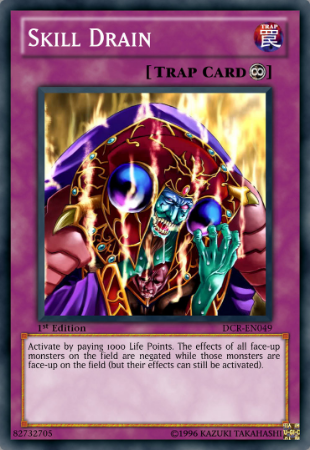 SKILL DRAIN
TRAP
罠
[TRAP CARD]
1st Edition
DCR-EN049
Activate by paying 1000 Life Points. The effects of all face-up
monsters on the field are negated while those monsters are
face-up on the field (but their effects can still be activated).
82732705
©1996 KAZUKI TAKAHASHI